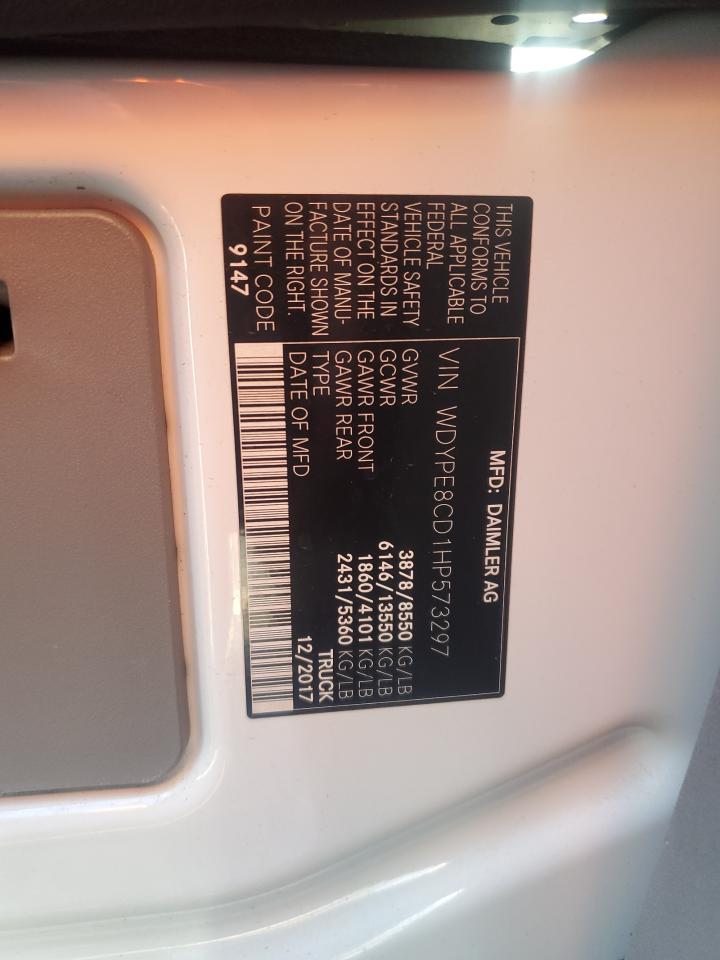 THIS VEHICLE
CONFORMS TO
ALL APPLICABLE
FEDERAL
VEHICLE SAFETY
STANDARDS IN
EFFECT ON THE
DATE OF MANU-
FACTURE SHOWN
ON THE RIGHT.
PAINT CODE
9147
MFD: DAIMLER AG
VIN WDYPE8CD1HP573297
GVWR 3878/8550 KG/LB
GCWR 6146/13550 KG/LB
GAWR FRONT 1860/4101 KG/LB
GAWR REAR 2431/5360 KG/LB
TYPE TRUCK
DATE OF MFD 12/2017